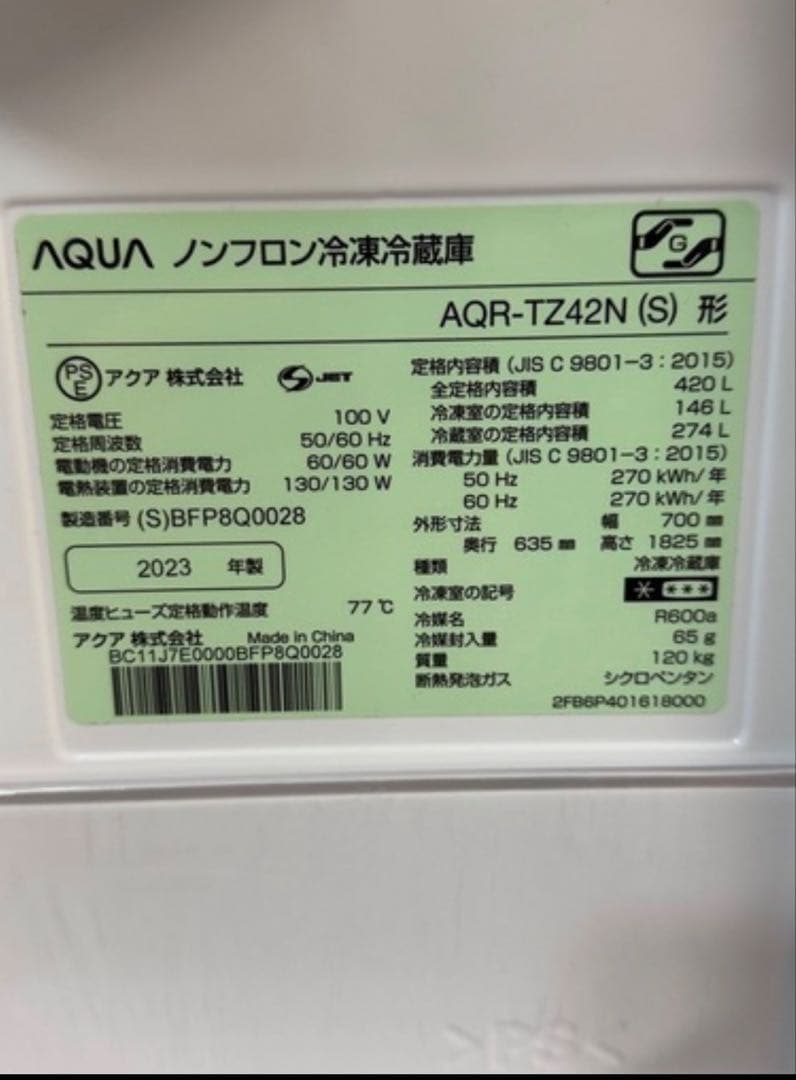 AQUA ノンフロン冷凍冷蔵庫
G
AQR-TZ42N (S) 形
PSE アクア 株式会社 JET
定格電圧 100 V
定格周波数 50/60 Hz
電動機の定格消費電力 60/60 W
電熱装置の定格消費電力 130/130 W
製造番号 (S)BFP8Q0028
2023 年製
温度ヒューズ定格動作温度 77 ℃
アクア 株式会社 Made in China
BC11J7E0000BFP8Q0028
定格内容積 (JIS C 9801-3:2015)
全定格内容積 420 L
冷凍室の定格内容積 146 L
冷蔵室の定格内容積 274 L
消費電力量 (JIS C 9801-3:2015)
50 Hz 270 kWh/年
60 Hz 270 kWh/年
外形寸法 幅 700 ㎜
奥行 635 ㎜ 高さ 1825 ㎜
種類 冷凍冷蔵庫
冷凍室の記号
冷媒名 R600a
冷媒封入量 65 g
質量 120 kg
断熱発泡ガス シクロペンタン
2FB6P401618000
>PS<